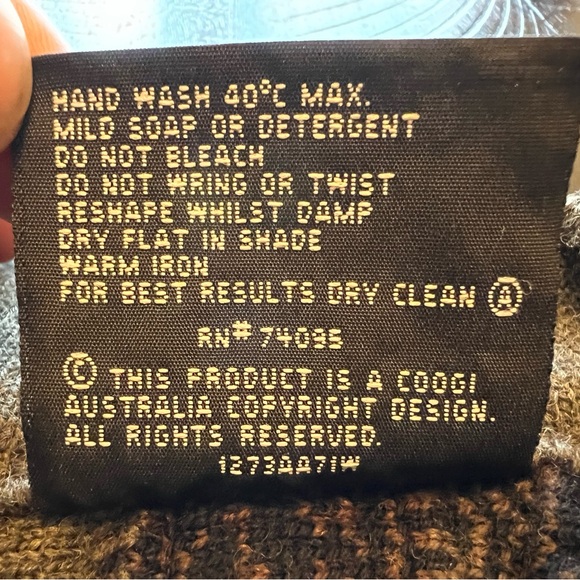 HAND WASH 40°C MAX.
MILD SOAP OR DETERGENT
DO NOT BLEACH
DO NOT WRING OR TWIST
RESHAPE WHILST DAMP
DRY FLAT IN SHADE
WARM IRON
FOR BEST RESULTS DRY CLEAN Ⓐ
RN# 74095
© THIS PRODUCT IS A COOGI
AUSTRALIA COPYRIGHT DESIGN.
ALL RIGHTS RESERVED.
1273AA71W